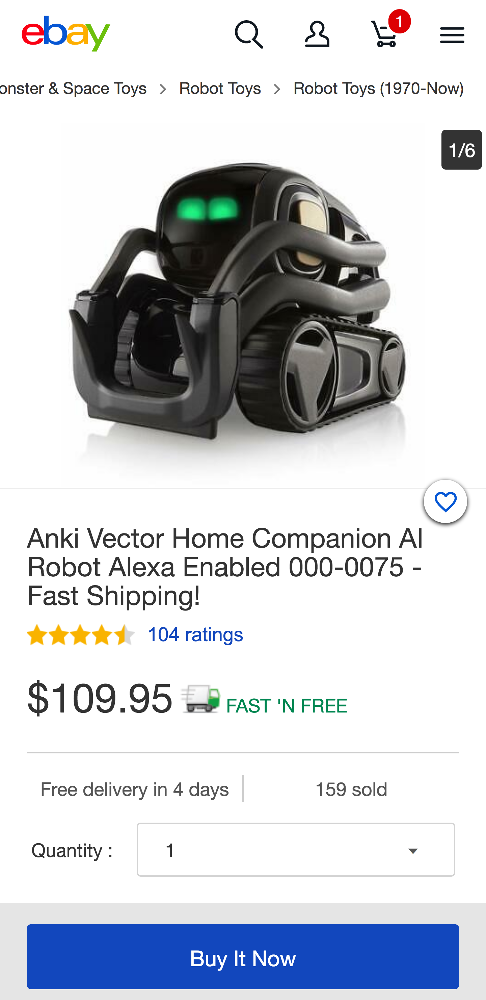 ebay
1
onster & Space Toys > Robot Toys > Robot Toys (1970-Now)
1/6
Anki Vector Home Companion AI
Robot Alexa Enabled 000-0075 -
Fast Shipping!
104 ratings
$109.95 FAST 'N FREE
Free delivery in 4 days
159 sold
Quantity :
1
Buy It Now